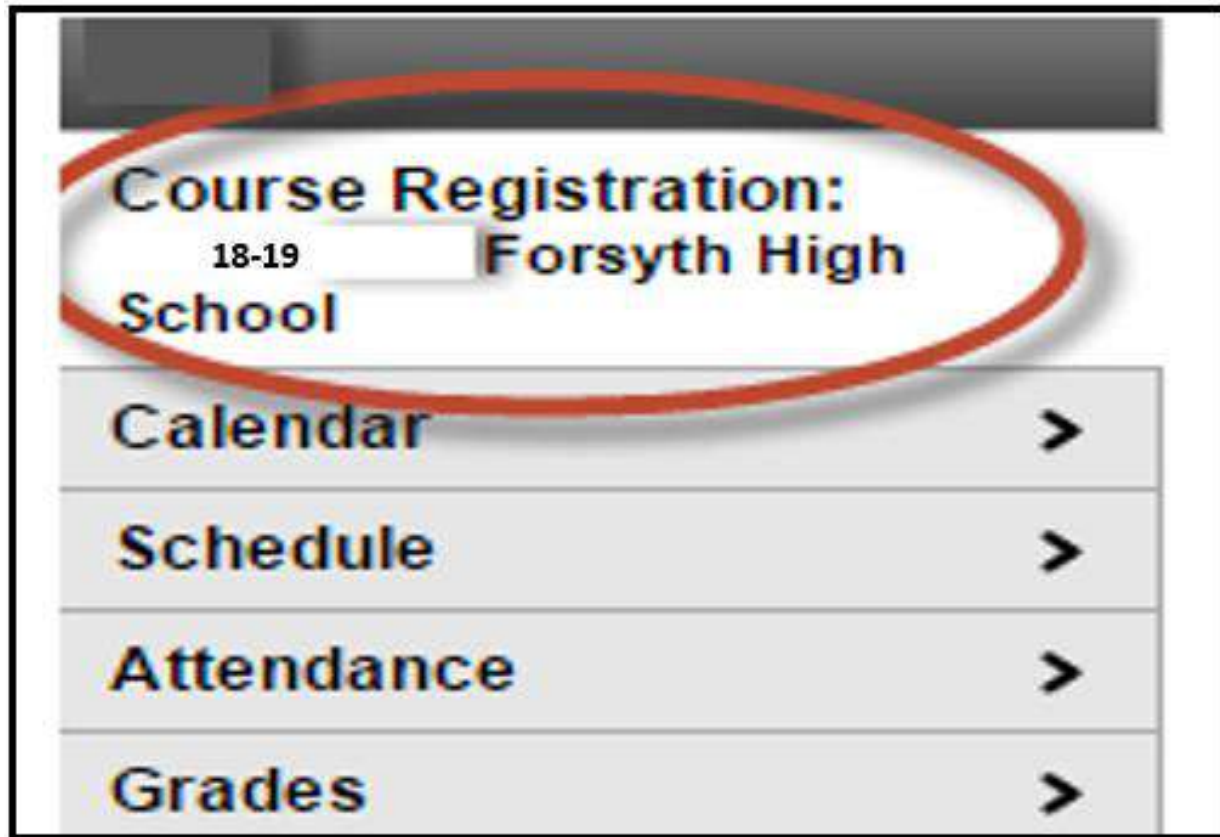 Course Registration:
18-19 Forsyth High
School
Calendar >
Schedule >
Attendance >
Grades >